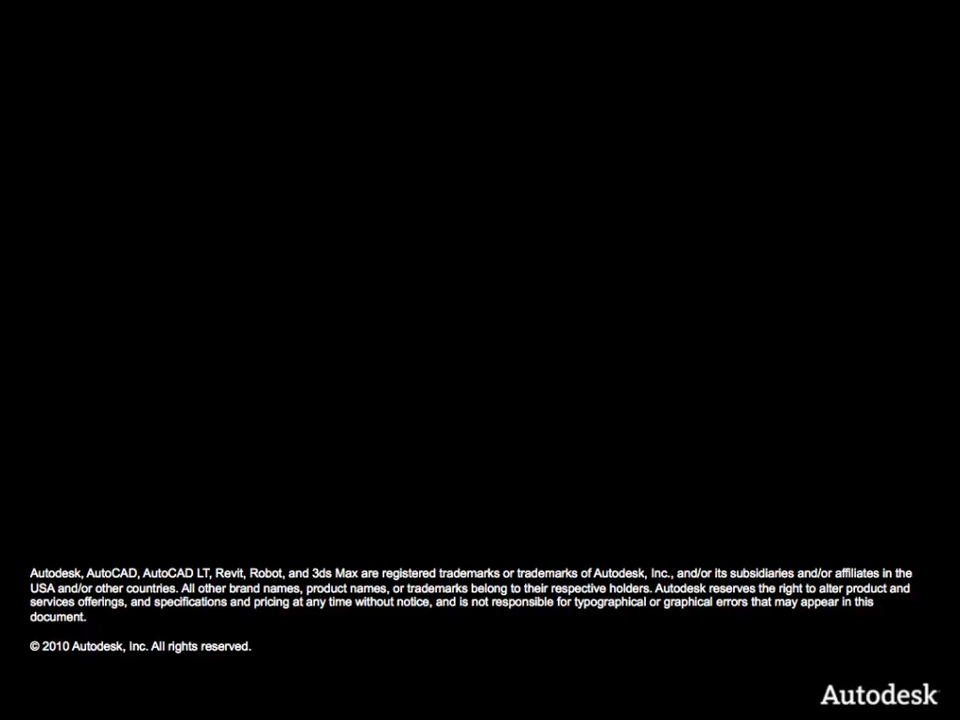 Autodesk, AutoCAD, AutoCAD LT, Revit, Robot, and 3ds Max are registered trademarks or trademarks of Autodesk, Inc., and/or its subsidiaries and/or affiliates in the
USA and/or other countries. All other brand names, product names, or trademarks belong to their respective holders. Autodesk reserves the right to alter product and
services offerings, and specifications and pricing at any time without notice, and is not responsible for typographical or graphical errors that may appear in this
document.
© 2010 Autodesk, Inc. All rights reserved.
Autodesk